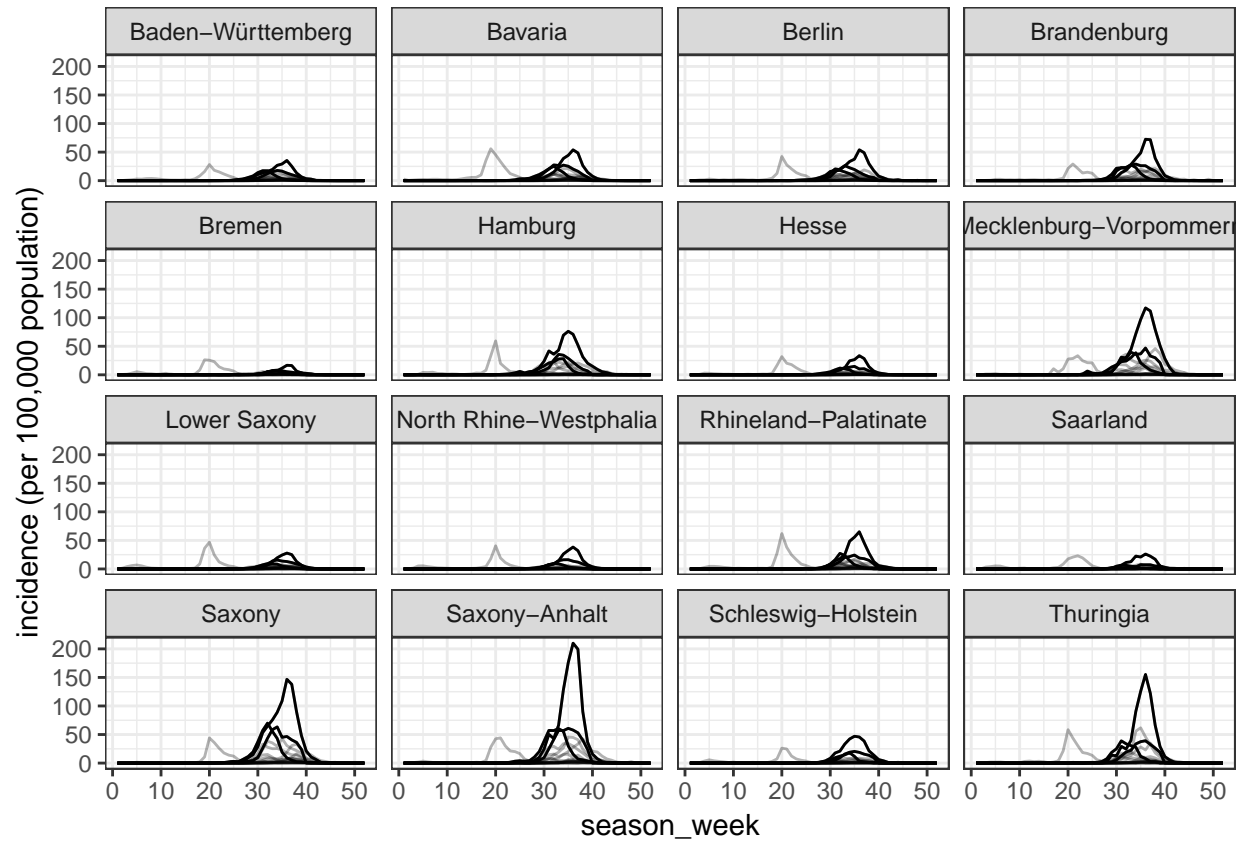 Baden−Württemberg Bavaria Berlin Brandenburg
200
150
100
50
0
Bremen Hamburg Hesse Mecklenburg−Vorpommern
200
150
100
50
0
Lower Saxony North Rhine−Westphalia Rhineland−Palatinate Saarland
200
150
100
50
0
Saxony Saxony−Anhalt Schleswig−Holstein Thuringia
200
150
100
50
0
0 10 20 30 40 50 0 10 20 30 40 50 0 10 20 30 40 50 0 10 20 30 40 50
season_week
incidence (per 100,000 population)